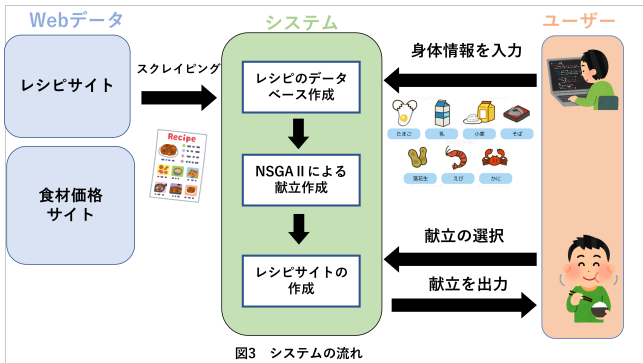 Webデータ
システム
ユーザー
レシピサイト
食材価格
サイト
スクレイピング
Recipe
レシピのデータ
ベース作成
NSGAⅡによる
献立作成
レシピサイトの
作成
身体情報を入力
たまご
乳
小麦
そば
落花生
えび
かに
献立の選択
献立を出力
図3 システムの流れ